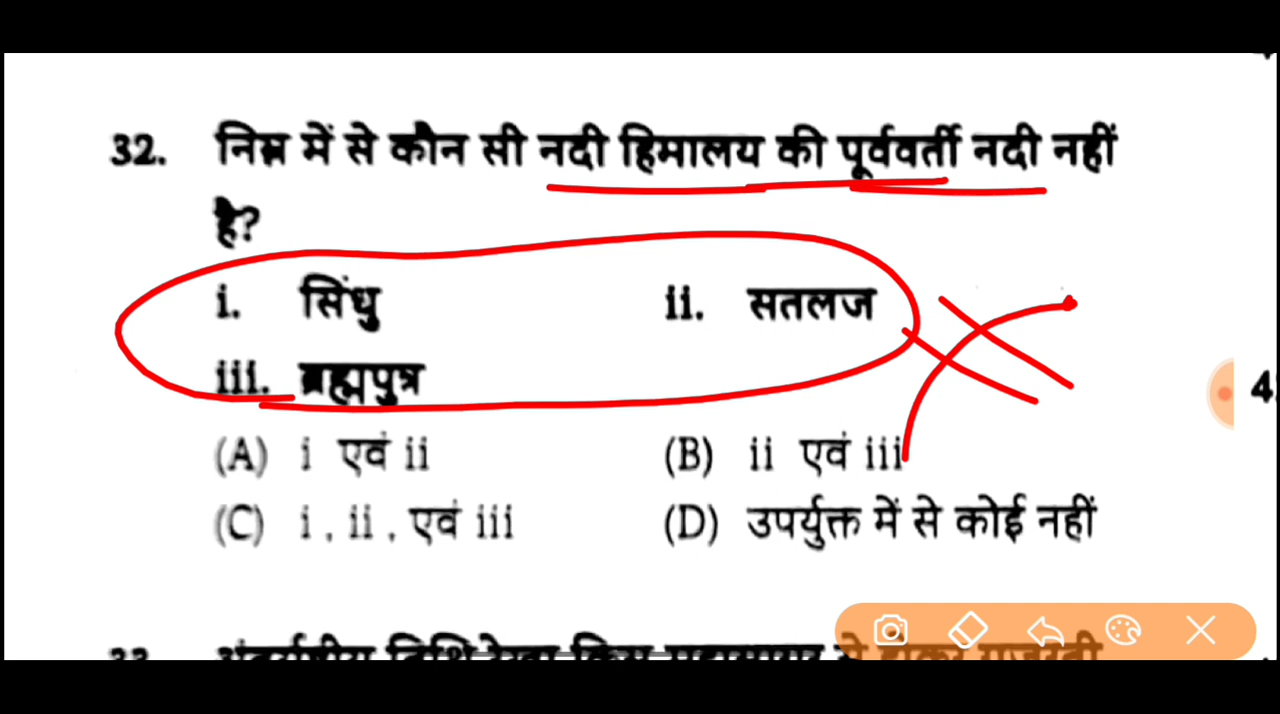 32. निम्न में से कौन सी नदी हिमालय की पूर्ववर्ती नदी नहीं
है?
i. सिंधु ii. सतलज
iii. ब्रह्मपुत्र
(A) i एवं ii (B) ii एवं iii
(C) i , ii , एवं iii (D) उपर्युक्त में से कोई नहीं